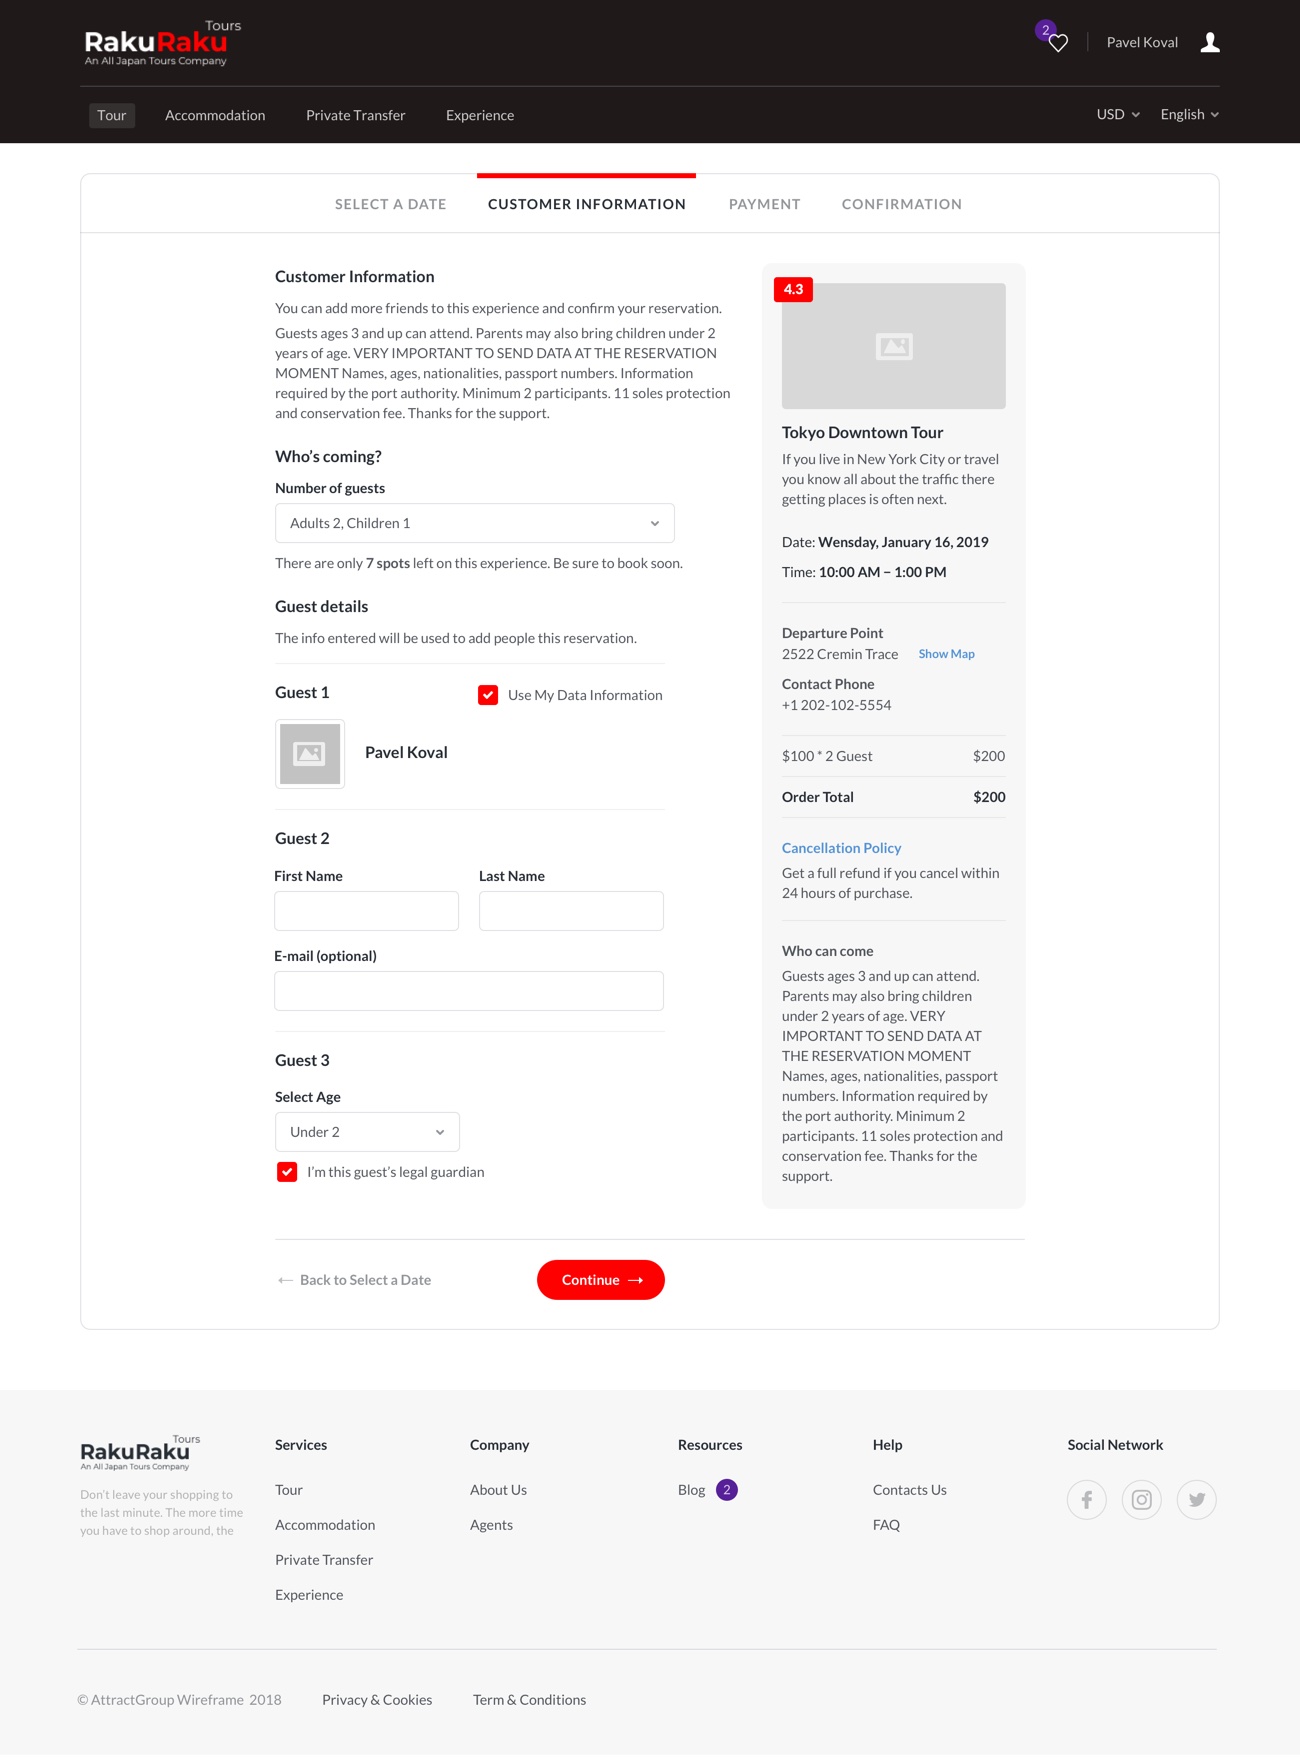 Tours
RakuRaku
An All Japan Tours Company
2
Pavel Koval
Tour
Accommodation
Private Transfer
Experience
USD
English
SELECT A DATE
CUSTOMER INFORMATION
PAYMENT
CONFIRMATION
Customer Information
You can add more friends to this experience and confirm your reservation.
Guests ages 3 and up can attend. Parents may also bring children under 2
years of age. VERY IMPORTANT TO SEND DATA AT THE RESERVATION
MOMENT Names, ages, nationalities, passport numbers. Information
required by the port authority. Minimum 2 participants. 11 soles protection
and conservation fee. Thanks for the support.
Who's coming?
Number of guests
Adults 2, Children 1
There are only 7 spots left on this experience. Be sure to book soon.
Guest details
The info entered will be used to add people this reservation.
Guest 1
Use My Data Information
Pavel Koval
Guest 2
First Name
Last Name
E-mail (optional)
Guest 3
Select Age
Under 2
I'm this guest's legal guardian
4.3
Tokyo Downtown Tour
If you live in New York City or travel
you know all about the traffic there
getting places is often next.
Date: Wensday, January 16, 2019
Time: 10:00 AM – 1:00 PM
Departure Point
2522 Cremin Trace
Show Map
Contact Phone
+1 202-102-5554
$100 * 2 Guest
$200
Order Total
$200
Cancellation Policy
Get a full refund if you cancel within
24 hours of purchase.
Who can come
Guests ages 3 and up can attend.
Parents may also bring children
under 2 years of age. VERY
IMPORTANT TO SEND DATA AT
THE RESERVATION MOMENT
Names, ages, nationalities, passport
numbers. Information required by
the port authority. Minimum 2
participants. 11 soles protection and
conservation fee. Thanks for the
support.
← Back to Select a Date
Continue →
Tours
RakuRaku
An All Japan Tours Company
Don't leave your shopping to
the last minute. The more time
you have to shop around, the
Services
Tour
Accommodation
Private Transfer
Experience
Company
About Us
Agents
Resources
Blog 2
Help
Contacts Us
FAQ
Social Network
© AttractGroup Wireframe 2018
Privacy & Cookies
Term & Conditions